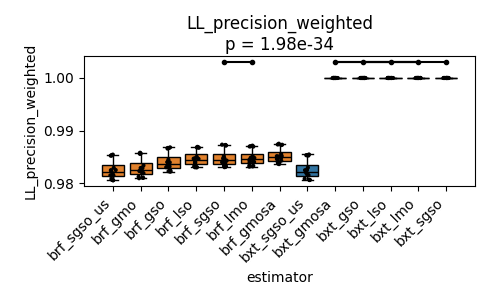 LL_precision_weighted
p = 1.98e-34
LL_precision_weighted
1.00
0.99
0.98
brf_sgso_us
brf_gmo
brf_gso
brf_lso
brf_sgso
brf_lmo
brf_gmosa
bxt_sgso_us
bxt_gmosa
bxt_gso
bxt_lso
bxt_lmo
bxt_sgso
estimator